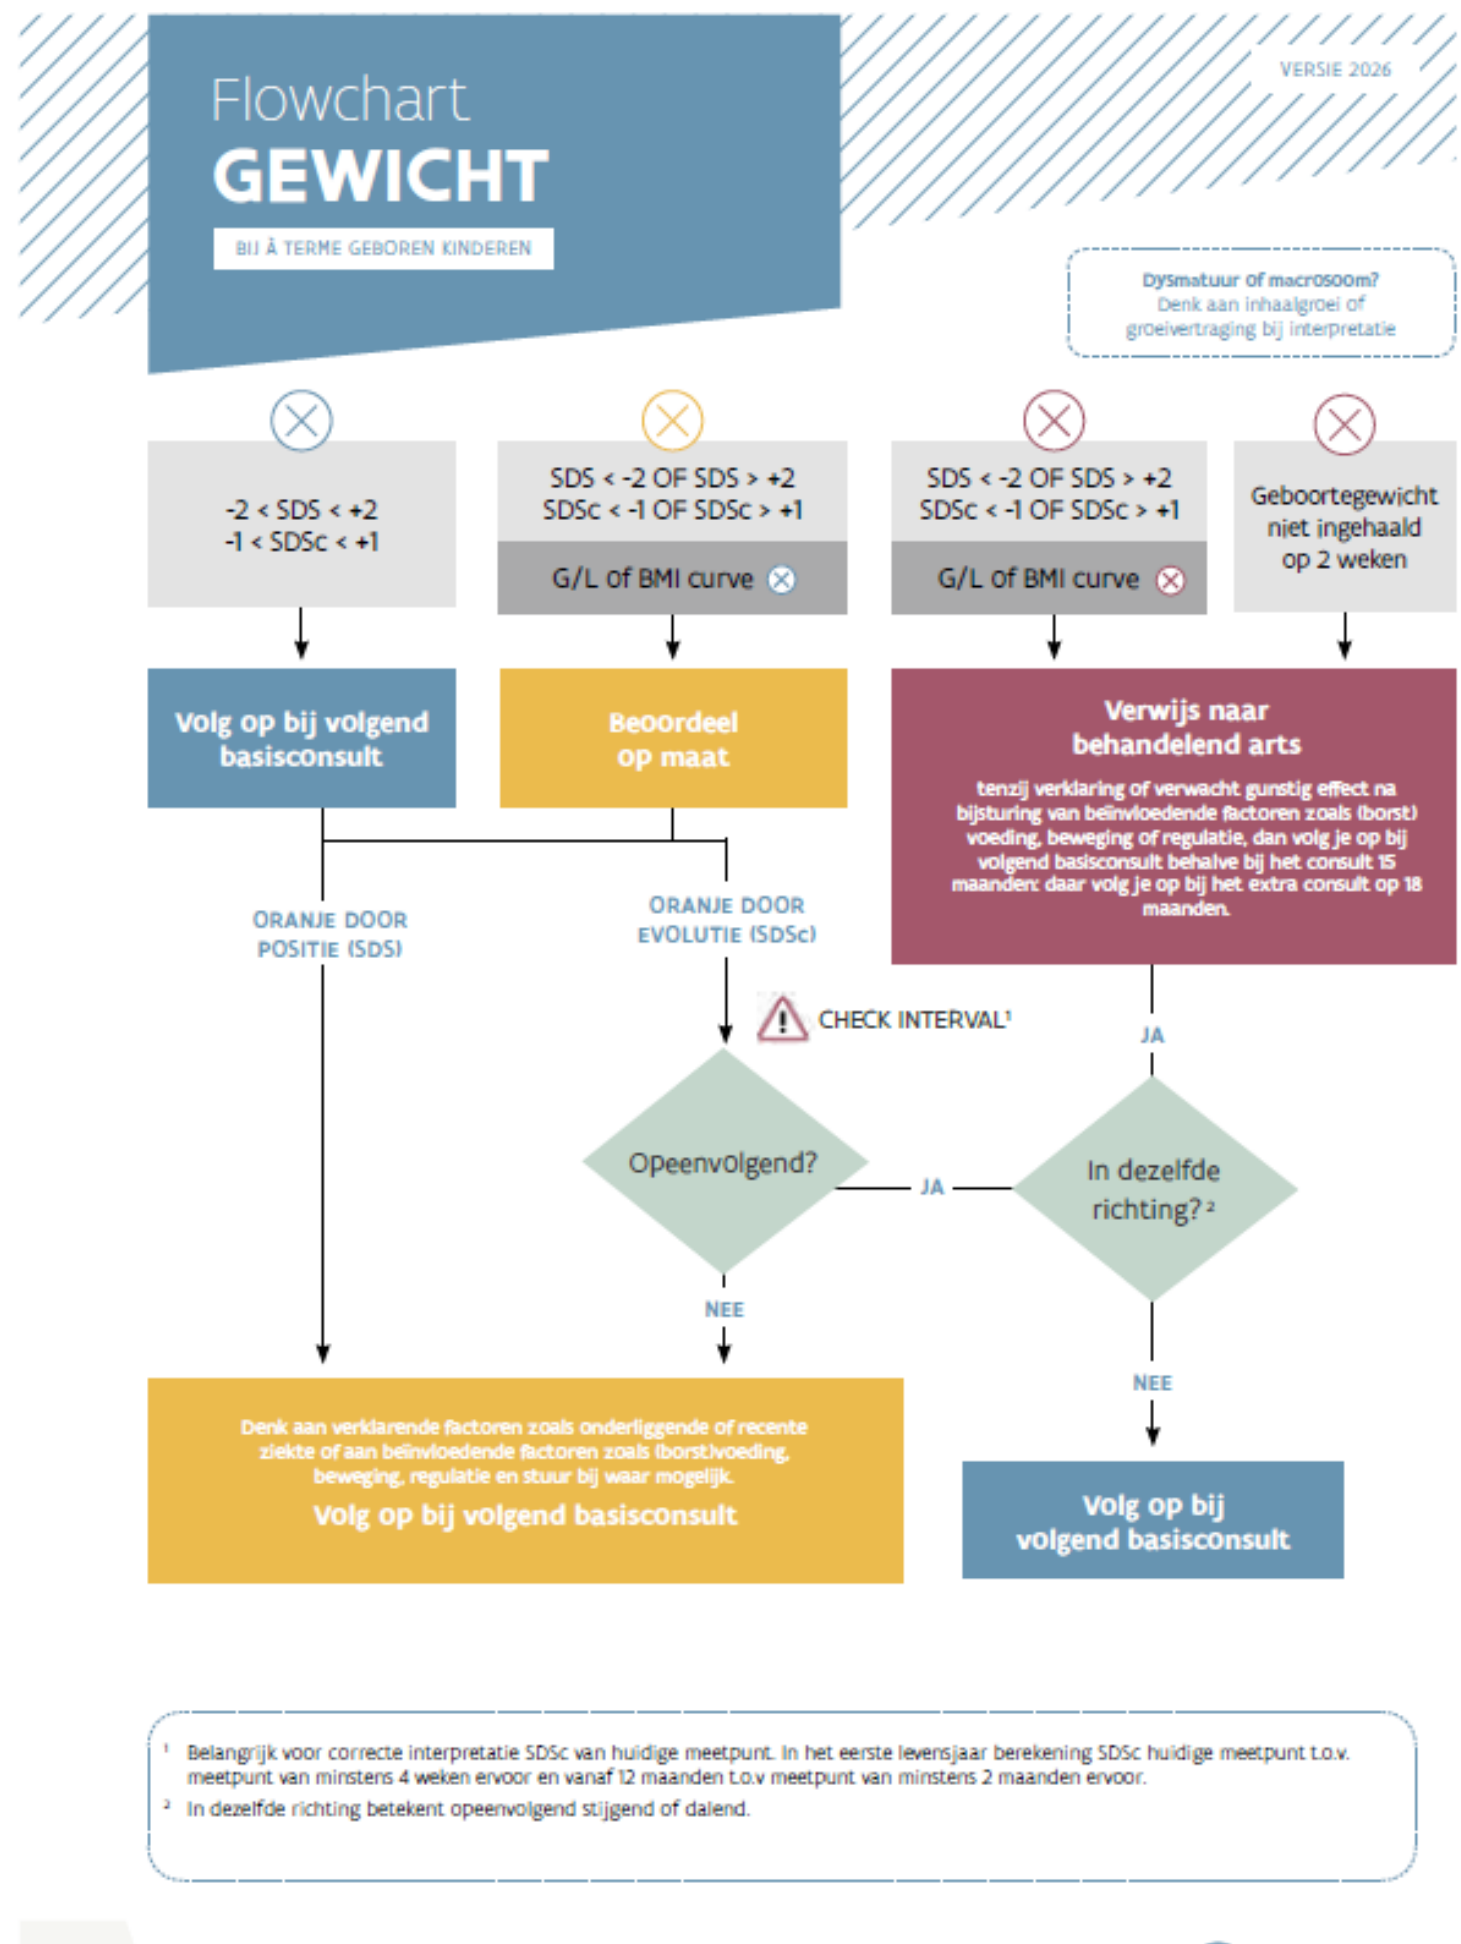 Flowchart
GEWICHT
BIJ À TERME GEBOREN KINDEREN
VERSIE 2026
Dysmatuur of macrosoom?
Denk aan inhaalgroei of
groeivertraging bij interpretatie
-2 < SDS < +2
-1 < SDSc < +1
SDS < -2 OF SDS > +2
SDSc < -1 OF SDSc > +1
G/L of BMI curve
SDS < -2 OF SDS > +2
SDSc < -1 OF SDSc > +1
G/L of BMI curve
Geboortegewicht
niet ingehaald
op 2 weken
Volg op bij volgend
basisconsult
Beoordeel
op maat
Verwijs naar
behandelend arts
tenzij verklaring of verwacht gunstig effect na
bijsturing van beïnvloedende factoren zoals (borst)
voeding, beweging of regulatie, dan volg je op bij
volgend basisconsult behalve bij het consult 15
maanden: daar volg je op bij het extra consult op 18
maanden.
ORANJE DOOR
POSITIE (SDS)
ORANJE DOOR
EVOLUTIE (SDSc)
! CHECK INTERVAL¹
JA
Opeenvolgend?
JA
In dezelfde
richting? ²
NEE
NEE
Denk aan verklarende factoren zoals onderliggende of recente
ziekte of aan beïnvloedende factoren zoals (borst)voeding,
beweging, regulatie en stuur bij waar mogelijk.
Volg op bij volgend basisconsult
Volg op bij
volgend basisconsult
¹ Belangrijk voor correcte interpretatie SDSc van huidige meetpunt. In het eerste levensjaar berekening SDSc huidige meetpunt t.o.v.
meetpunt van minstens 4 weken ervoor en vanaf 12 maanden t.o.v meetpunt van minstens 2 maanden ervoor.
² In dezelfde richting betekent opeenvolgend stijgend of dalend.